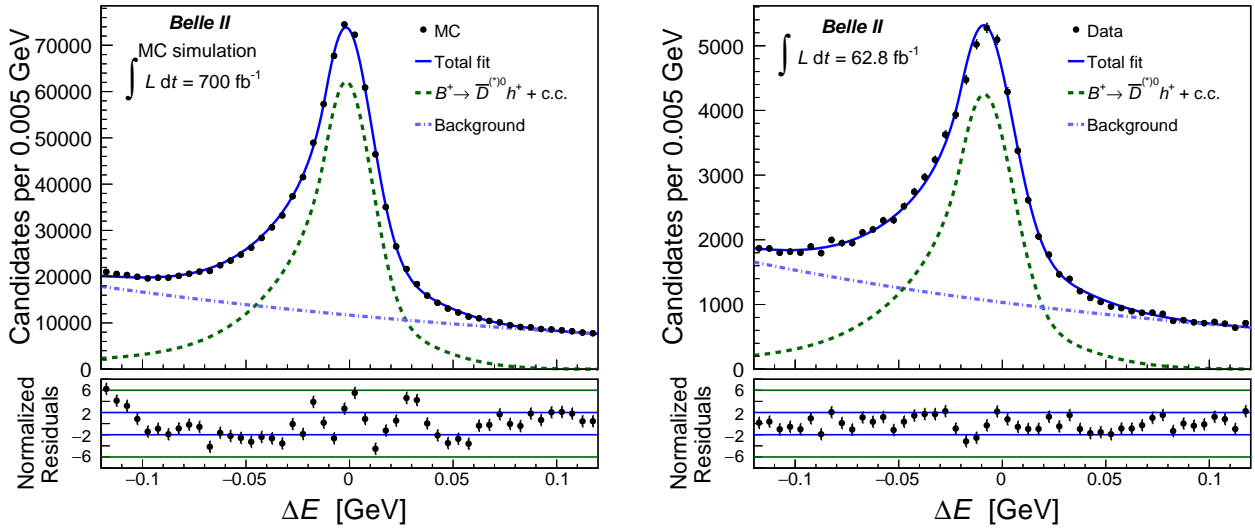 Belle II
MC simulation
∫ L dt = 700 fb⁻¹
MC
Total fit
B⁺→ D̅⁽*⁾⁰h⁺ + c.c.
Background
Candidates per 0.005 GeV
70000
60000
50000
40000
30000
20000
10000
0
Normalized
Residuals
6
2
−2
−6
−0.1
−0.05
0
0.05
0.1
ΔE [GeV]
Belle II
∫ L dt = 62.8 fb⁻¹
Data
Total fit
B⁺→ D̅⁽*⁾⁰h⁺ + c.c.
Background
Candidates per 0.005 GeV
5000
4000
3000
2000
1000
0
Normalized
Residuals
6
2
−2
−6
−0.1
−0.05
0
0.05
0.1
ΔE [GeV]